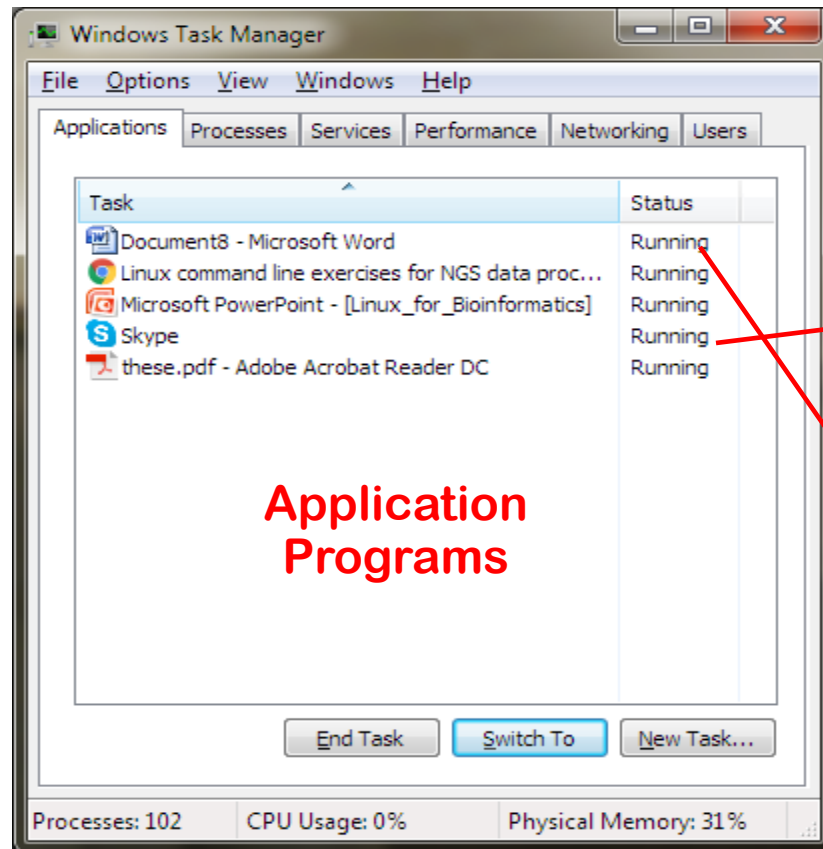 Windows Task Manager
File Options View Windows Help
Applications Processes Services Performance Networking Users
Task Status
Document8 - Microsoft Word Running
Linux command line exercises for NGS data proc... Running
Microsoft PowerPoint - [Linux_for_Bioinformatics] Running
Skype Running
these.pdf - Adobe Acrobat Reader DC Running
Application
Programs
End Task Switch To New Task...
Processes: 102 CPU Usage: 0% Physical Memory: 31%